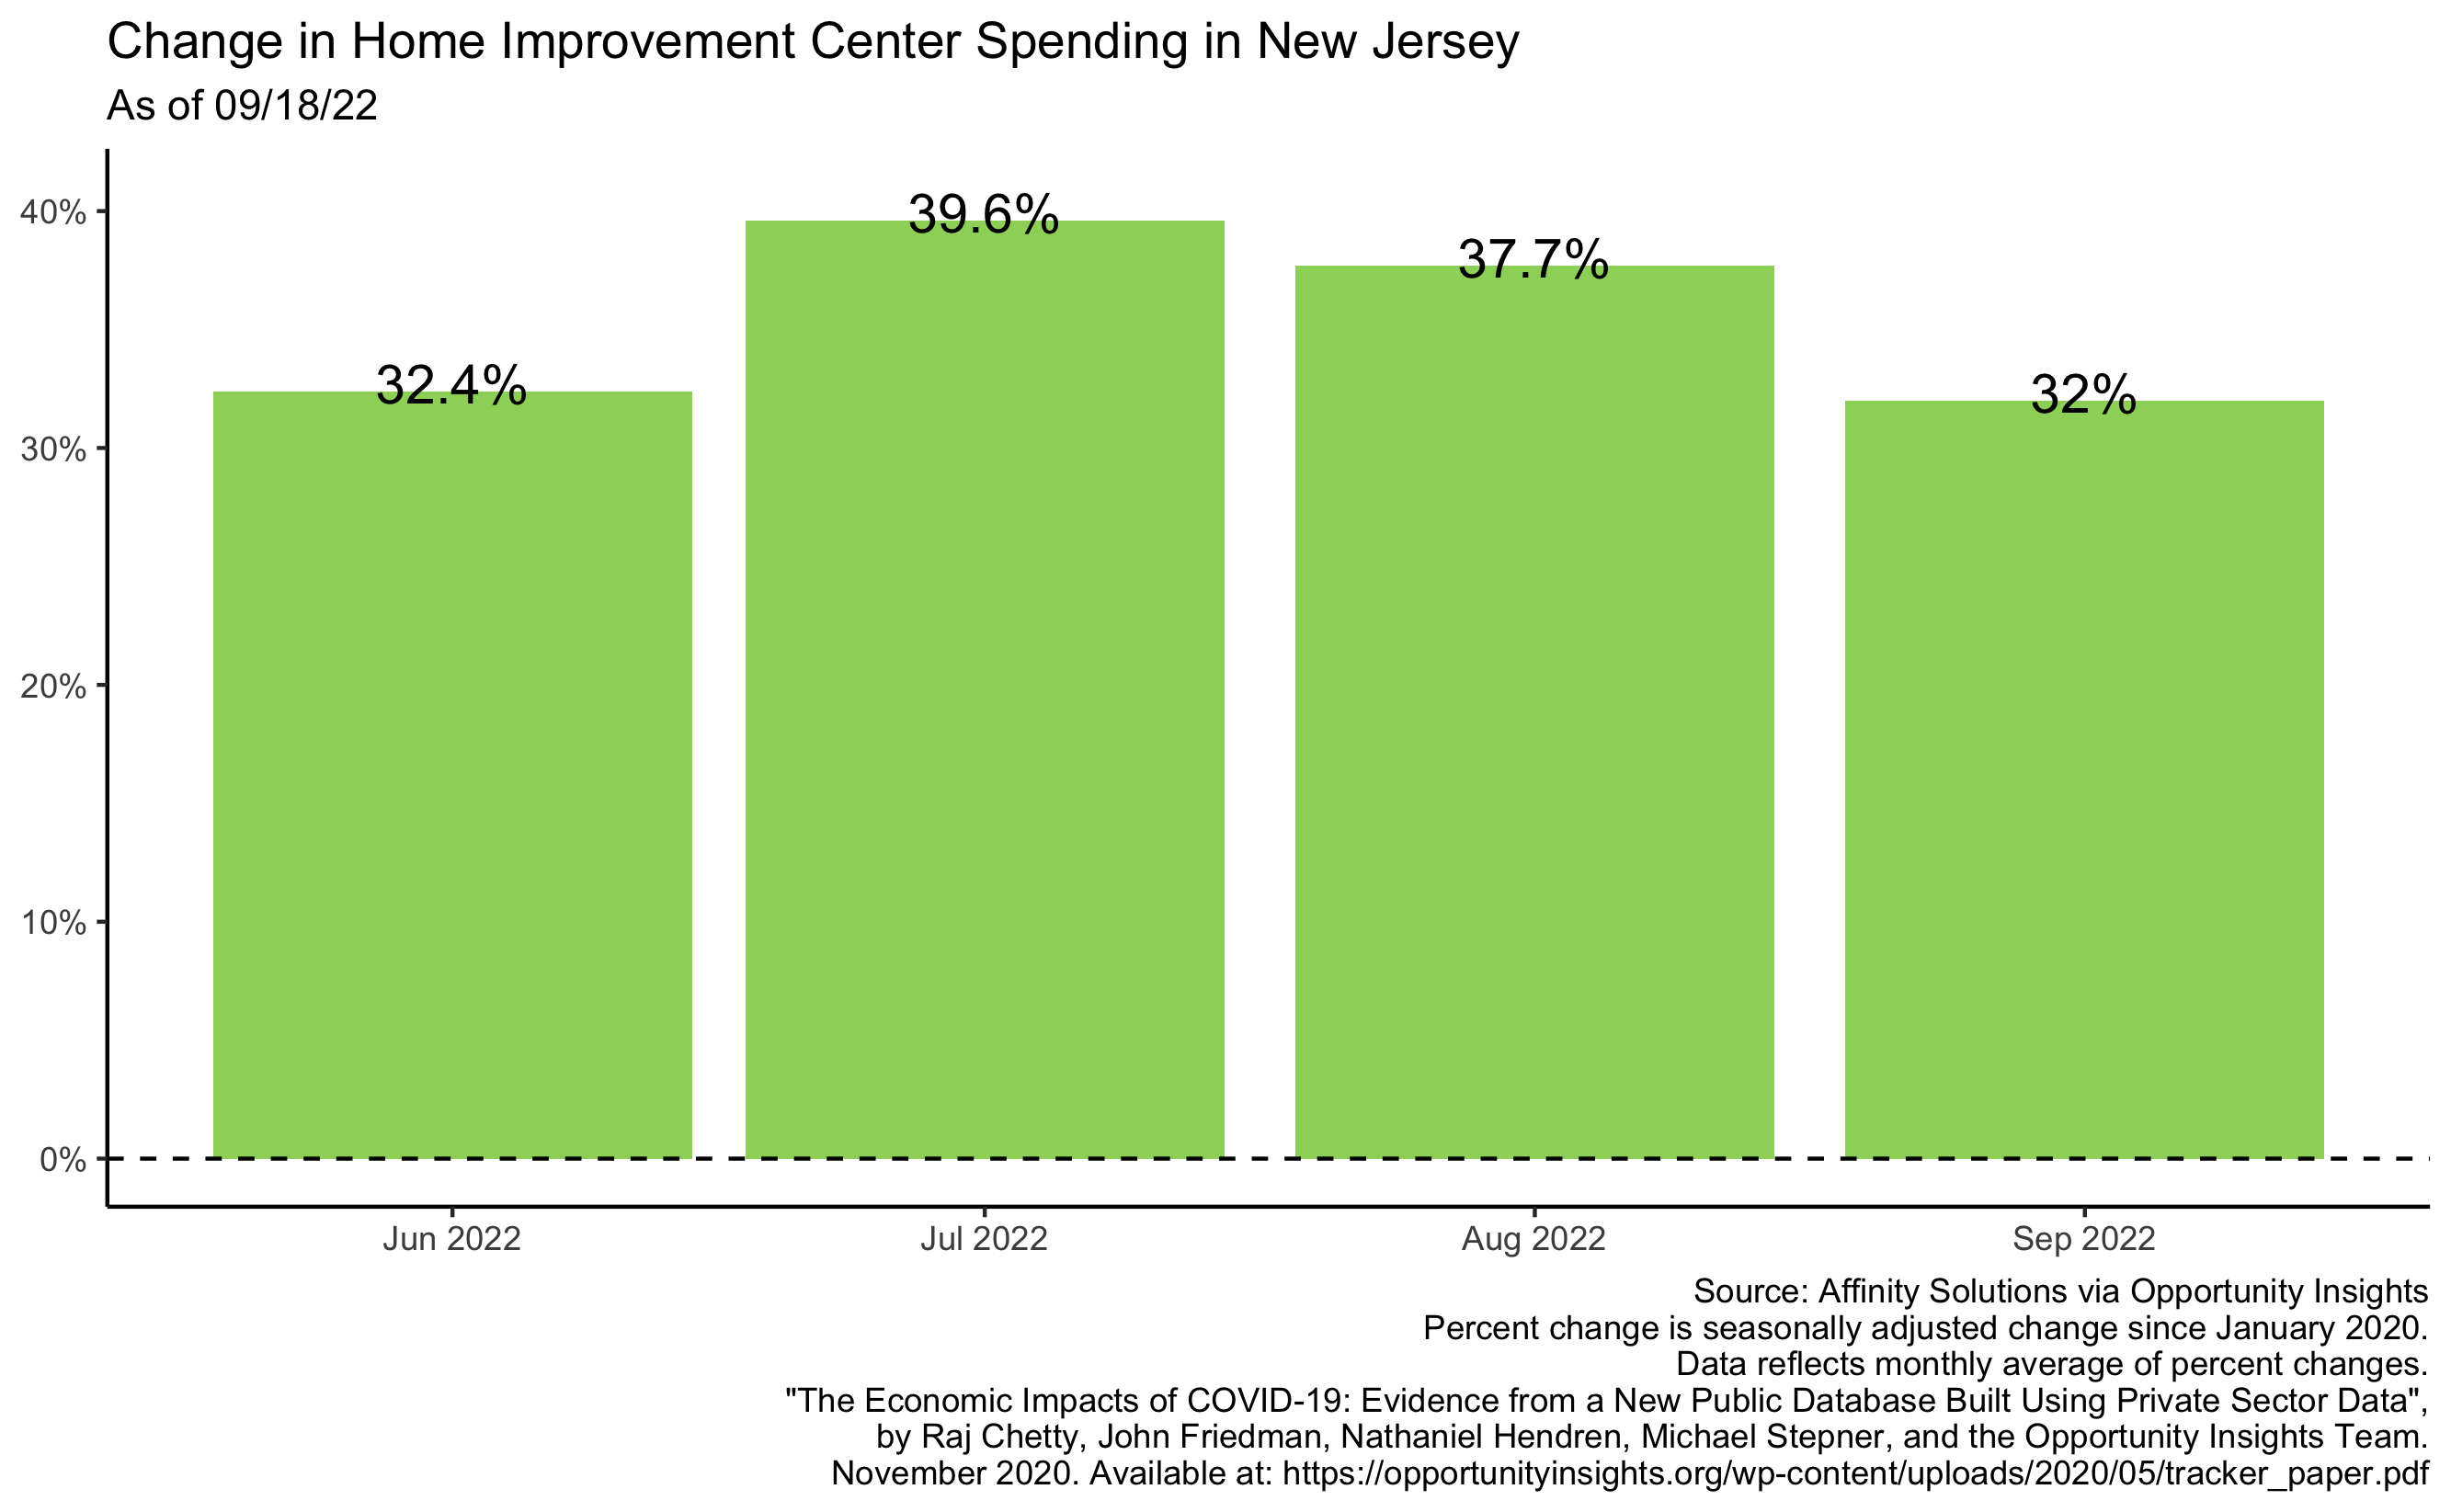 Change in Home Improvement Center Spending in New Jersey
As of 09/18/22
40%
30%
20%
10%
0%
32.4%
39.6%
37.7%
32%
Jun 2022
Jul 2022
Aug 2022
Sep 2022
Source: Affinity Solutions via Opportunity Insights
Percent change is seasonally adjusted change since January 2020.
Data reflects monthly average of percent changes.
"The Economic Impacts of COVID-19: Evidence from a New Public Database Built Using Private Sector Data",
by Raj Chetty, John Friedman, Nathaniel Hendren, Michael Stepner, and the Opportunity Insights Team.
November 2020. Available at: https://opportunityinsights.org/wp-content/uploads/2020/05/tracker_paper.pdf